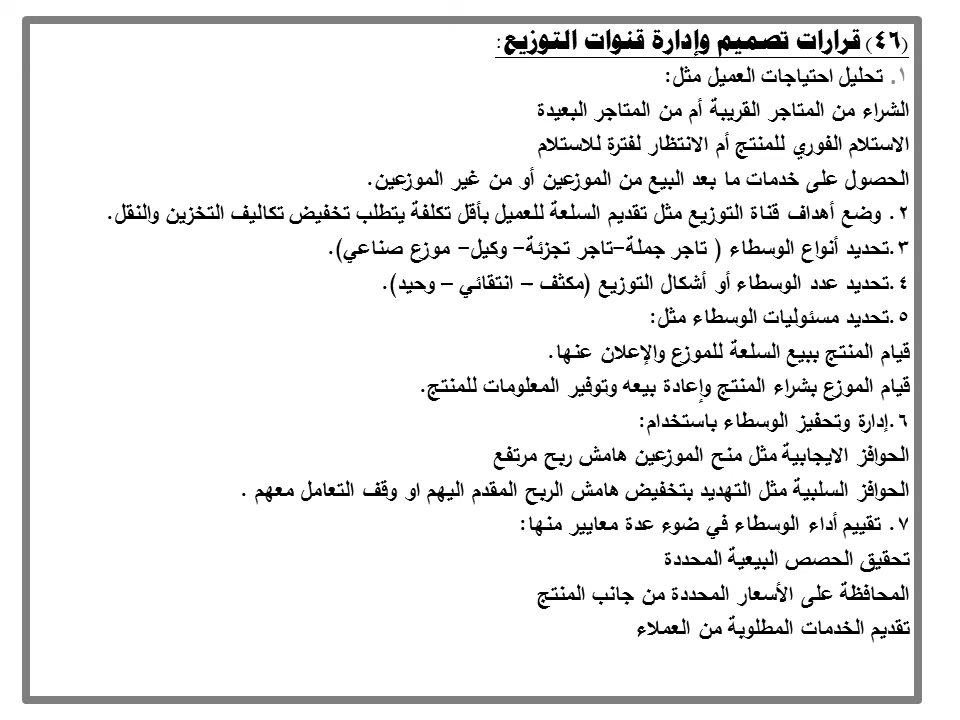 (٤٦) قرارات تصميم وإدارة قنوات التوزيع:
١. تحليل احتياجات العميل مثل:
الشراء من المتاجر القريبة أم من المتاجر البعيدة
الاستلام الفوري للمنتج أم الانتظار لفترة للاستلام
الحصول على خدمات ما بعد البيع من الموزعين أو من غير الموزعين.
٢. وضع أهداف قناة التوزيع مثل تقديم السلعة للعميل بأقل تكلفة يتطلب تخفيض تكاليف التخزين والنقل.
٣.تحديد أنواع الوسطاء ( تاجر جملة–تاجر تجزئة– وكيل– موزع صناعي).
٤.تحديد عدد الوسطاء أو أشكال التوزيع (مكثف – انتقائي – وحيد).
٥.تحديد مسئوليات الوسطاء مثل:
قيام المنتج ببيع السلعة للموزع والإعلان عنها.
قيام الموزع بشراء المنتج وإعادة بيعه وتوفير المعلومات للمنتج.
٦.إدارة وتحفيز الوسطاء باستخدام:
الحوافز الايجابية مثل منح الموزعين هامش ربح مرتفع
الحوافز السلبية مثل التهديد بتخفيض هامش الربح المقدم اليهم او وقف التعامل معهم .
٧. تقييم أداء الوسطاء في ضوء عدة معايير منها:
تحقيق الحصص البيعية المحددة
المحافظة على الأسعار المحددة من جانب المنتج
تقديم الخدمات المطلوبة من العملاء